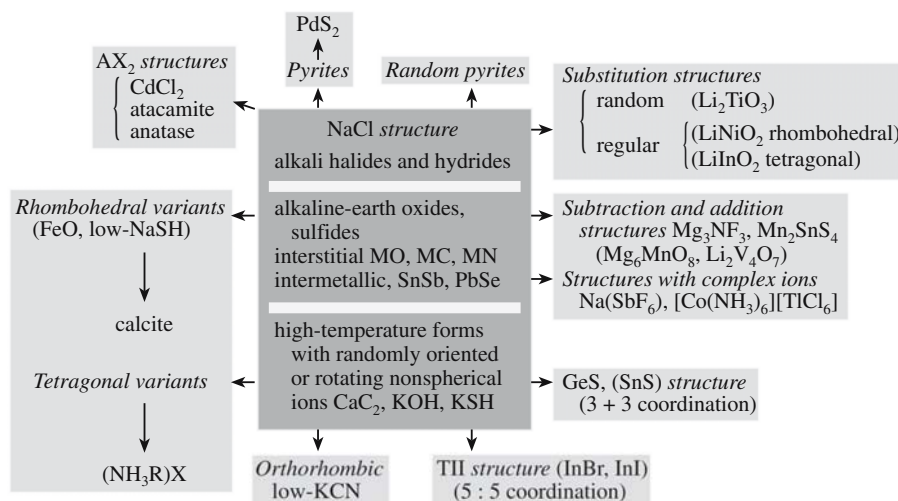 PdS₂
Pyrites
Random pyrites
AX₂ structures
CdCl₂
atacamite
anatase
Substitution structures
random (Li₂TiO₃)
regular (LiNiO₂ rhombohedral)
(LiInO₂ tetragonal)
NaCl structure
alkali halides and hydrides
alkaline-earth oxides,
sulfides
interstitial MO, MC, MN
intermetallic, SnSb, PbSe
high-temperature forms
with randomly oriented
or rotating nonspherical
ions CaC₂, KOH, KSH
Rhombohedral variants
(FeO, low-NaSH)
calcite
Tetragonal variants
(NH₃R)X
Subtraction and addition
structures Mg₃NF₃, Mn₂SnS₄
(Mg₆MnO₈, Li₂V₄O₇)
Structures with complex ions
Na(SbF₆), [Co(NH₃)₆][TlCl₆]
GeS, (SnS) structure
(3 + 3 coordination)
Orthorhombic
low-KCN
TlI structure (InBr, InI)
(5 : 5 coordination)